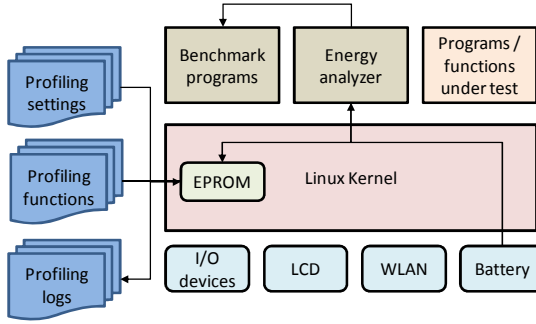 Benchmark
programs
Energy
analyzer
Programs /
functions
under test
Profiling
settings
Profiling
functions
Profiling
logs
EPROM
Linux Kernel
I/O
devices
LCD
WLAN
Battery